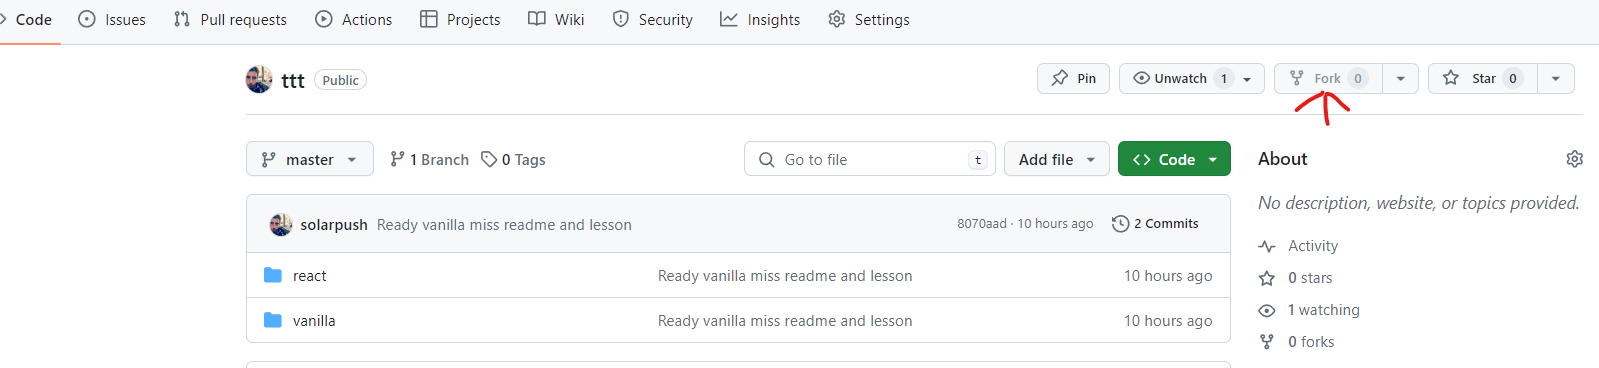 Code Issues Pull requests Actions Projects Wiki Security Insights Settings
ttt Public Pin Unwatch 1 Fork 0 Star 0
master 1 Branch 0 Tags Go to file t Add file Code
solarpush Ready vanilla miss readme and lesson 8070aad · 10 hours ago 2 Commits
react Ready vanilla miss readme and lesson 10 hours ago
vanilla Ready vanilla miss readme and lesson 10 hours ago
About
No description, website, or topics provided.
Activity
0 stars
1 watching
0 forks